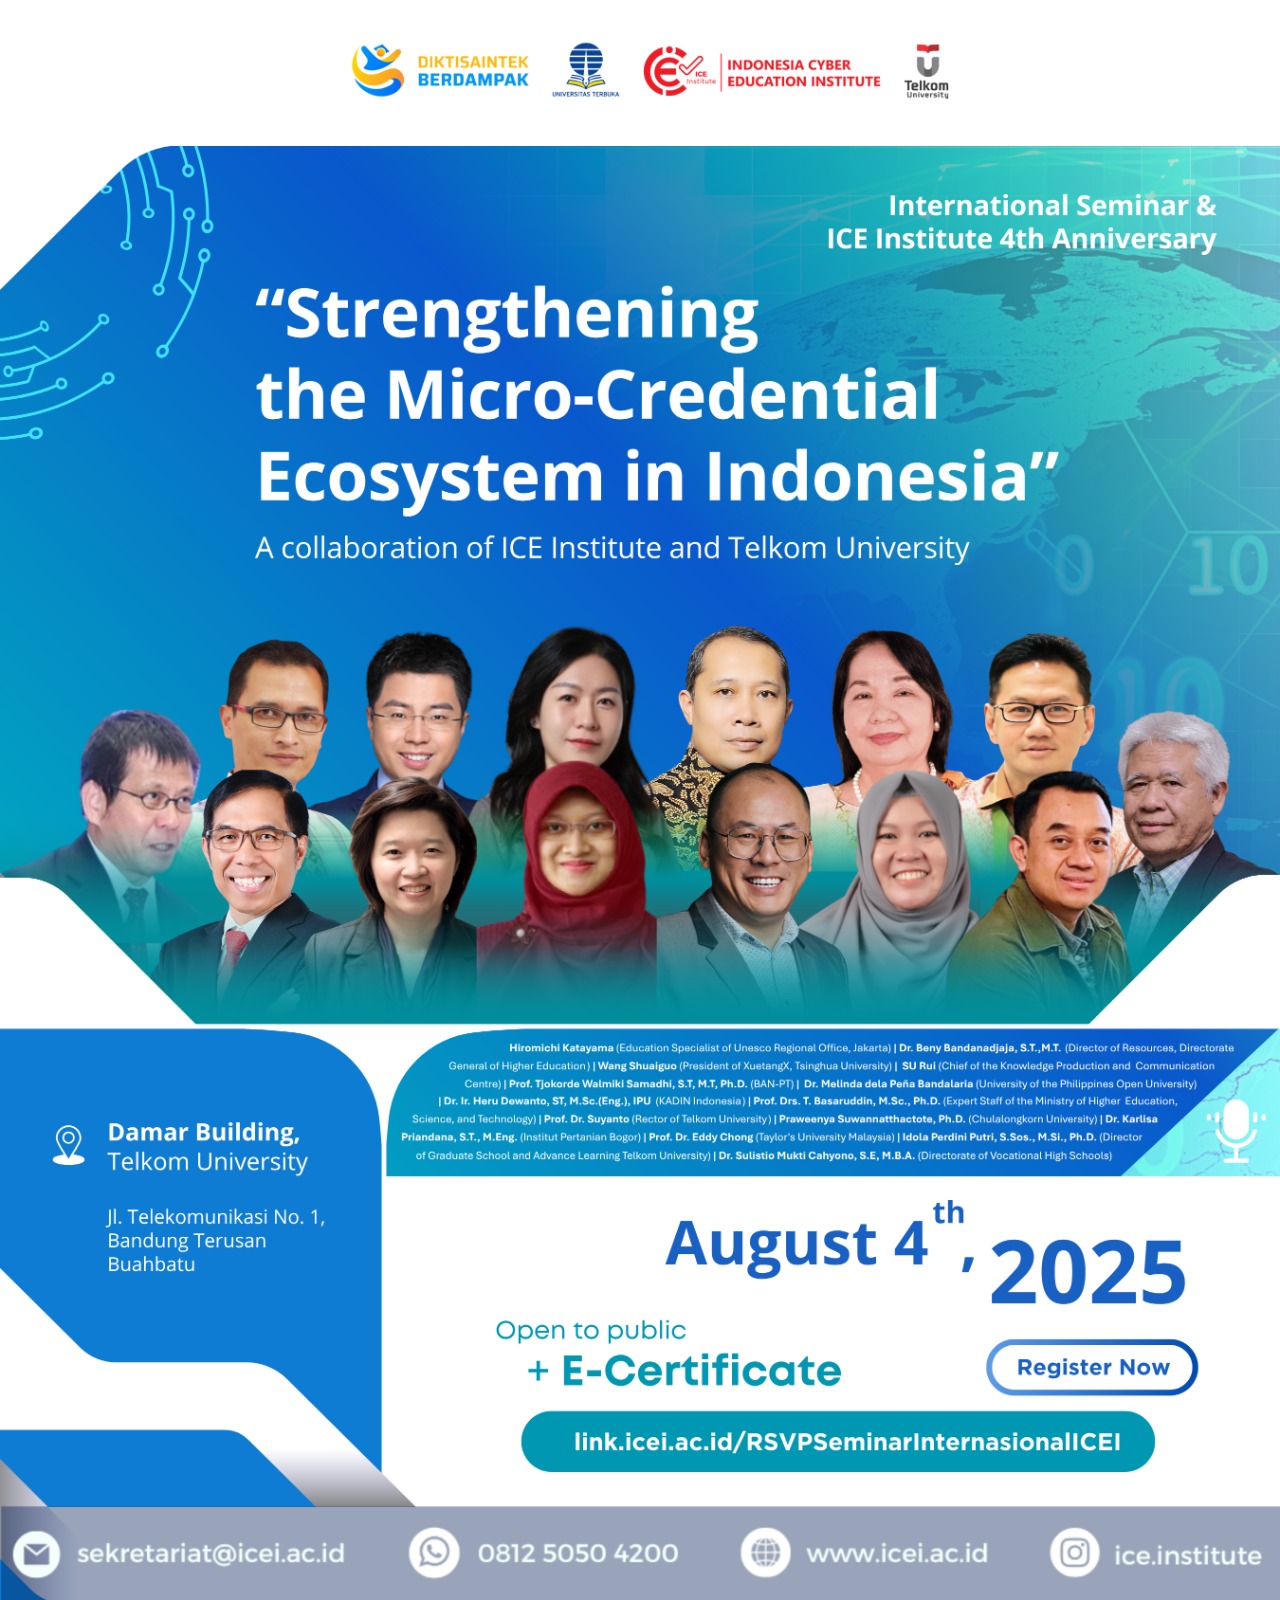 DIKTISAINTEK
BERDAMPAK
UNIVERSITAS TERBUKA
ICE
Institute
INDONESIA CYBER
EDUCATION INSTITUTE
Telkom
University
International Seminar &
ICE Institute 4th Anniversary
“Strengthening
the Micro-Credential
Ecosystem in Indonesia”
A collaboration of ICE Institute and Telkom University
0 10
10
Hiromichi Katayama (Education Specialist of Unesco Regional Office, Jakarta) | Dr. Beny Bandanadjaja, S.T.,M.T. (Director of Resources, Directorate
General of Higher Education) | Wang Shuaiguo (President of XuetangX, Tsinghua University) | SU Rui (Chief of the Knowledge Production and Communication
Centre) | Prof. Tjokorde Walmiki Samadhi, S.T, M.T, Ph.D. (BAN-PT) | Dr. Melinda dela Peña Bandalaria (University of the Philippines Open University)
| Dr. Ir. Heru Dewanto, ST, M.Sc.(Eng.), IPU (KADIN Indonesia) | Prof. Drs. T. Basaruddin, M.Sc., Ph.D. (Expert Staff of the Ministry of Higher Education,
Science, and Technology) | Prof. Dr. Suyanto (Rector of Telkom University) | Praweenya Suwannatthactote, Ph.D. (Chulalongkorn University) | Dr. Karlisa
Priandana, S.T., M.Eng. (Institut Pertanian Bogor) | Prof. Dr. Eddy Chong (Taylor's University Malaysia) | Idola Perdini Putri, S.Sos., M.Si., Ph.D. (Director
of Graduate School and Advance Learning Telkom University) | Dr. Sulistio Mukti Cahyono, S.E, M.B.A. (Directorate of Vocational High Schools)
Damar Building,
Telkom University
Jl. Telekomunikasi No. 1,
Bandung Terusan
Buahbatu
August 4th, 2025
Open to public
+ E-Certificate
Register Now
link.icei.ac.id/RSVPSeminarInternasionalICEI
sekretariat@icei.ac.id
0812 5050 4200
www.icei.ac.id
ice.institute